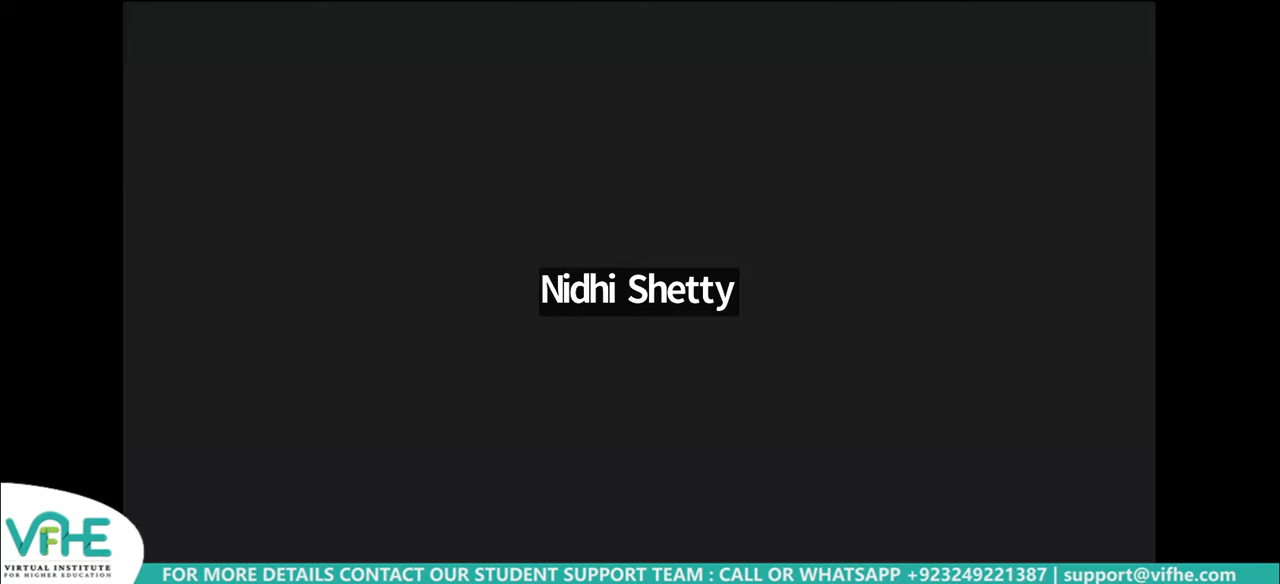 Nidhi Shetty
VFHE
VIRTUAL INSTITUTE
FOR HIGHER EDUCATION
FOR MORE DETAILS CONTACT OUR STUDENT SUPPORT TEAM : CALL OR WHATSAPP +923249221387 | support@vifhe.com